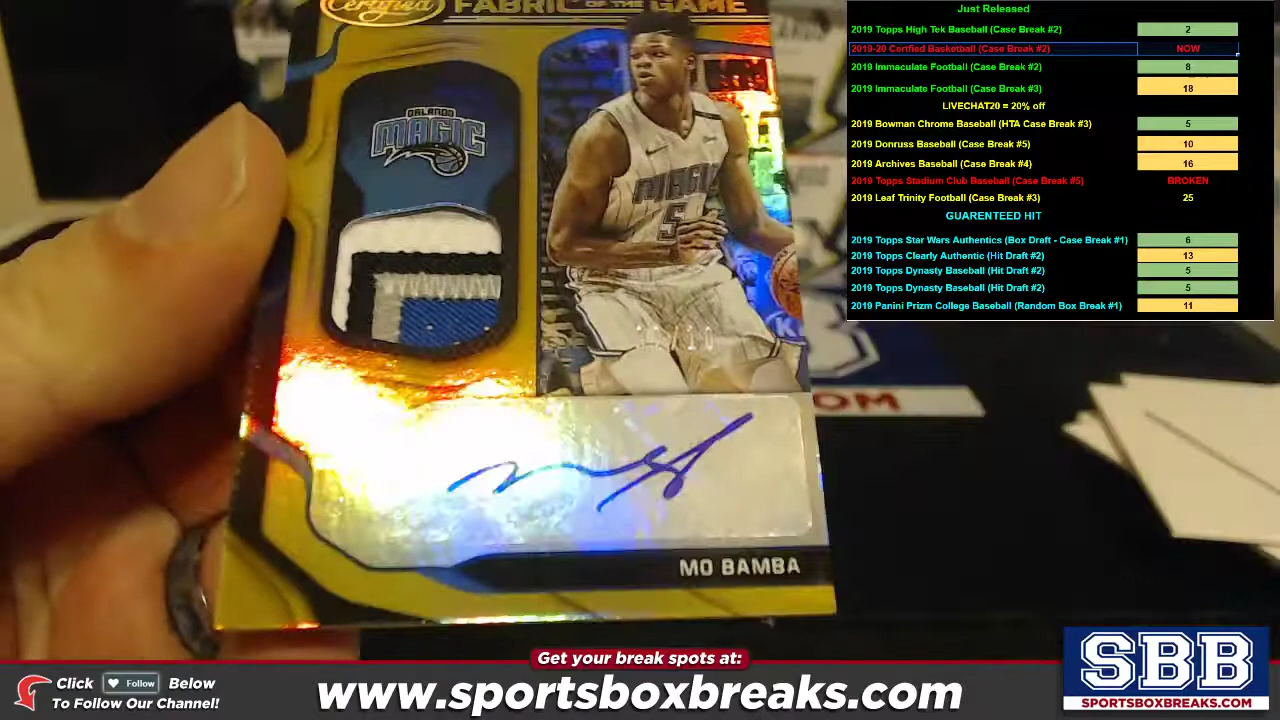 Certified
FABRIC OF THE GAME
ORLANDO
MAGIC
MAGIC
5
MO BAMBA
OM
Just Released
2019 Topps High Tek Baseball (Case Break #2) 2
2019-20 Certfied Basketball (Case Break #2) NOW
2019 Immaculate Football (Case Break #2) 8
2019 Immaculate Football (Case Break #3) 18
LIVECHAT20 = 20% off
2019 Bowman Chrome Baseball (HTA Case Break #3) 5
2019 Donruss Baseball (Case Break #5) 10
2019 Archives Baseball (Case Break #4) 16
2019 Topps Stadium Club Baseball (Case Break #5) BROKEN
2019 Leaf Trinity Football (Case Break #3) 25
GUARENTEED HIT
2019 Topps Star Wars Authentics (Box Draft - Case Break #1) 6
2019 Topps Clearly Authentic (Hit Draft #2) 13
2019 Topps Dynasty Baseball (Hit Draft #2) 5
2019 Topps Dynasty Baseball (Hit Draft #2) 5
2019 Panini Prizm College Baseball (Random Box Break #1) 11
Get your break spots at:
Click Follow Below
To Follow Our Channel!
www.sportsboxbreaks.com
SBB
SPORTSBOXBREAKS.COM